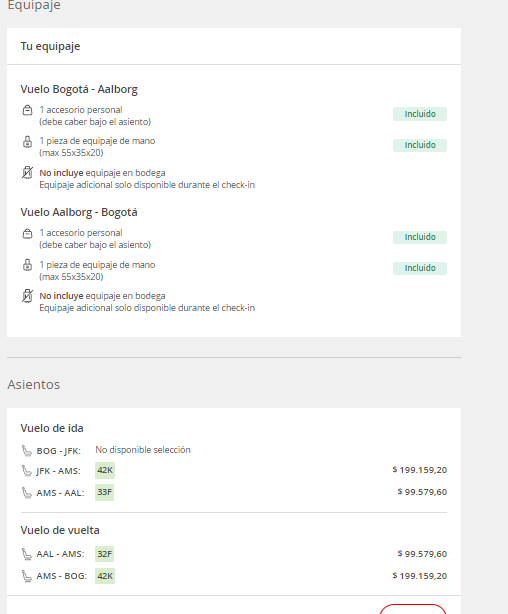 Equipaje
Tu equipaje
Vuelo Bogotá - Aalborg
1 accesorio personal
(debe caber bajo el asiento)
Incluido
1 pieza de equipaje de mano
(max 55x35x20)
Incluido
No incluye equipaje en bodega
Equipaje adicional solo disponible durante el check-in
Vuelo Aalborg - Bogotá
1 accesorio personal
(debe caber bajo el asiento)
Incluido
1 pieza de equipaje de mano
(max 55x35x20)
Incluido
No incluye equipaje en bodega
Equipaje adicional solo disponible durante el check-in
Asientos
Vuelo de ida
BOG - JFK: No disponible selección
JFK - AMS: 42K $ 199.159,20
AMS - AAL: 33F $ 99.579,60
Vuelo de vuelta
AAL - AMS: 32F $ 99.579,60
AMS - BOG: 42K $ 199.159,20